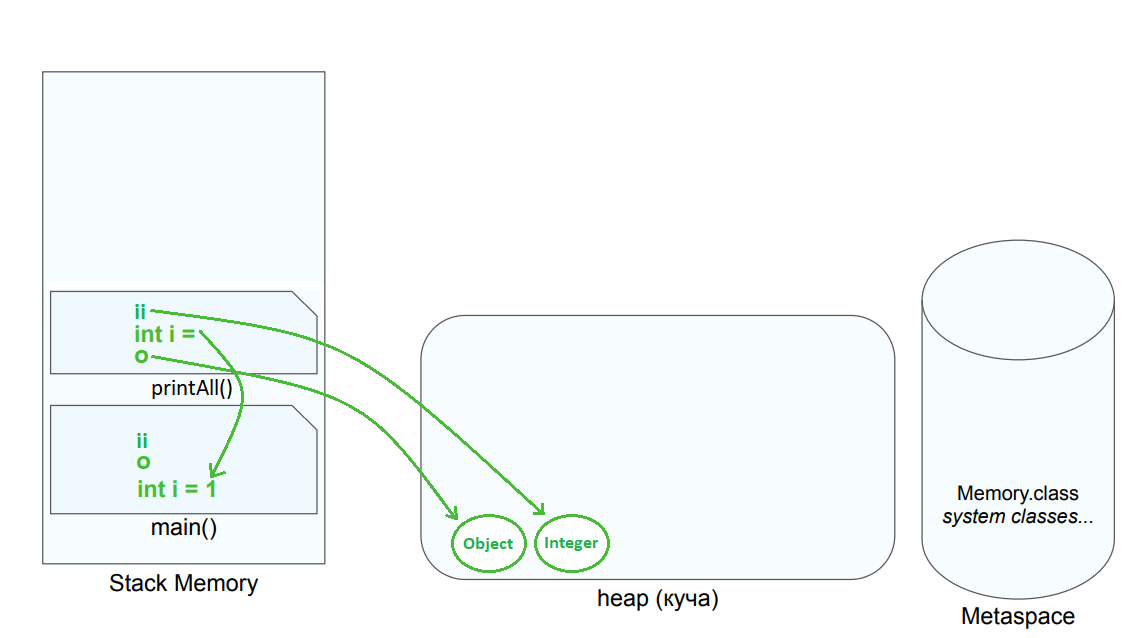 ii
int i =
o
printAll()
ii
o
int i = 1
main()
Stack Memory
Object
Integer
heap (куча)
Memory.class
system classes...
Metaspace